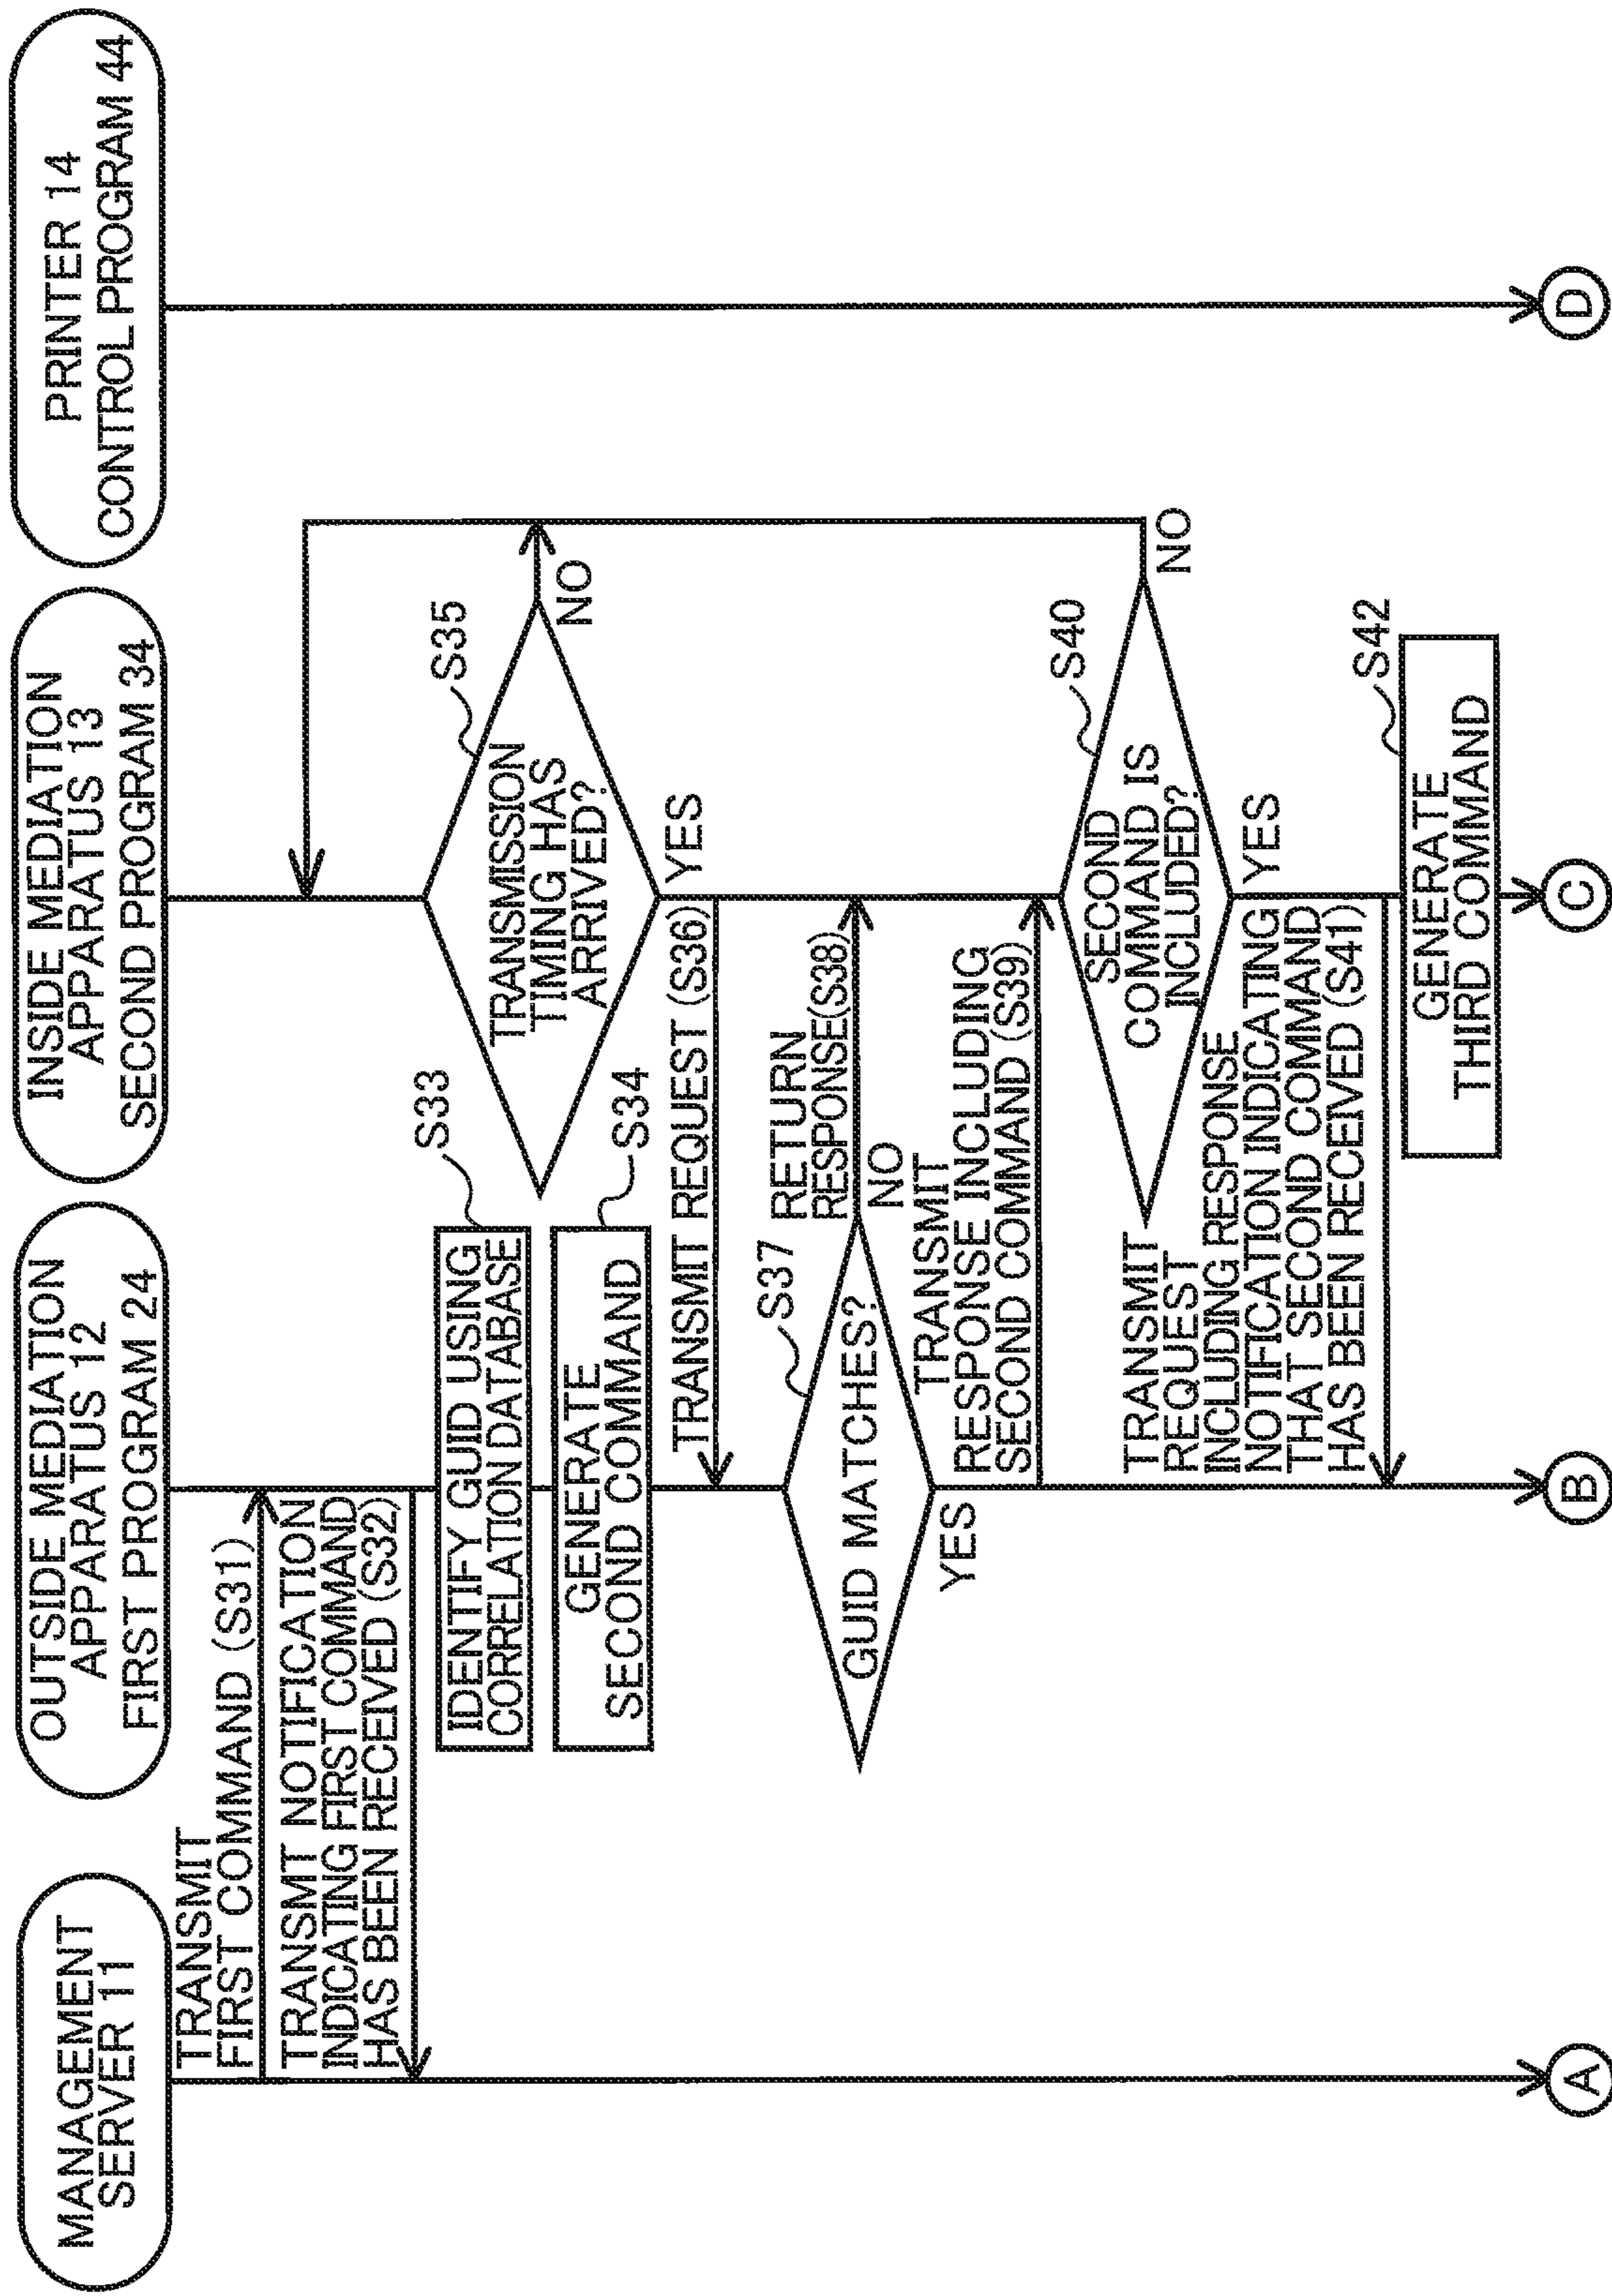 MANAGEMENT
SERVER 11
OUTSIDE MEDIATION
APPARATUS 12
FIRST PROGRAM 24
INSIDE MEDIATION
APPARATUS 13
SECOND PROGRAM 34
PRINTER 14
CONTROL PROGRAM 44
TRANSMIT
FIRST COMMAND (S31)
TRANSMIT NOTIFICATION
INDICATING FIRST COMMAND
HAS BEEN RECEIVED (S32)
S33
IDENTIFY GUID USING
CORRELATION DATABASE
S34
GENERATE
SECOND COMMAND
S35
TRANSMISSION
TIMING HAS
ARRIVED?
NO
YES
TRANSMIT REQUEST (S36)
S37
GUID MATCHES?
RETURN
RESPONSE(S38)
NO
YES
TRANSMIT
RESPONSE INCLUDING
SECOND COMMAND (S39)
S40
SECOND
COMMAND IS
INCLUDED?
NO
YES
TRANSMIT
REQUEST
INCLUDING RESPONSE
NOTIFICATION INDICATING
THAT SECOND COMMAND
HAS BEEN RECEIVED (S41)
S42
GENERATE
THIRD COMMAND
A
B
C
D